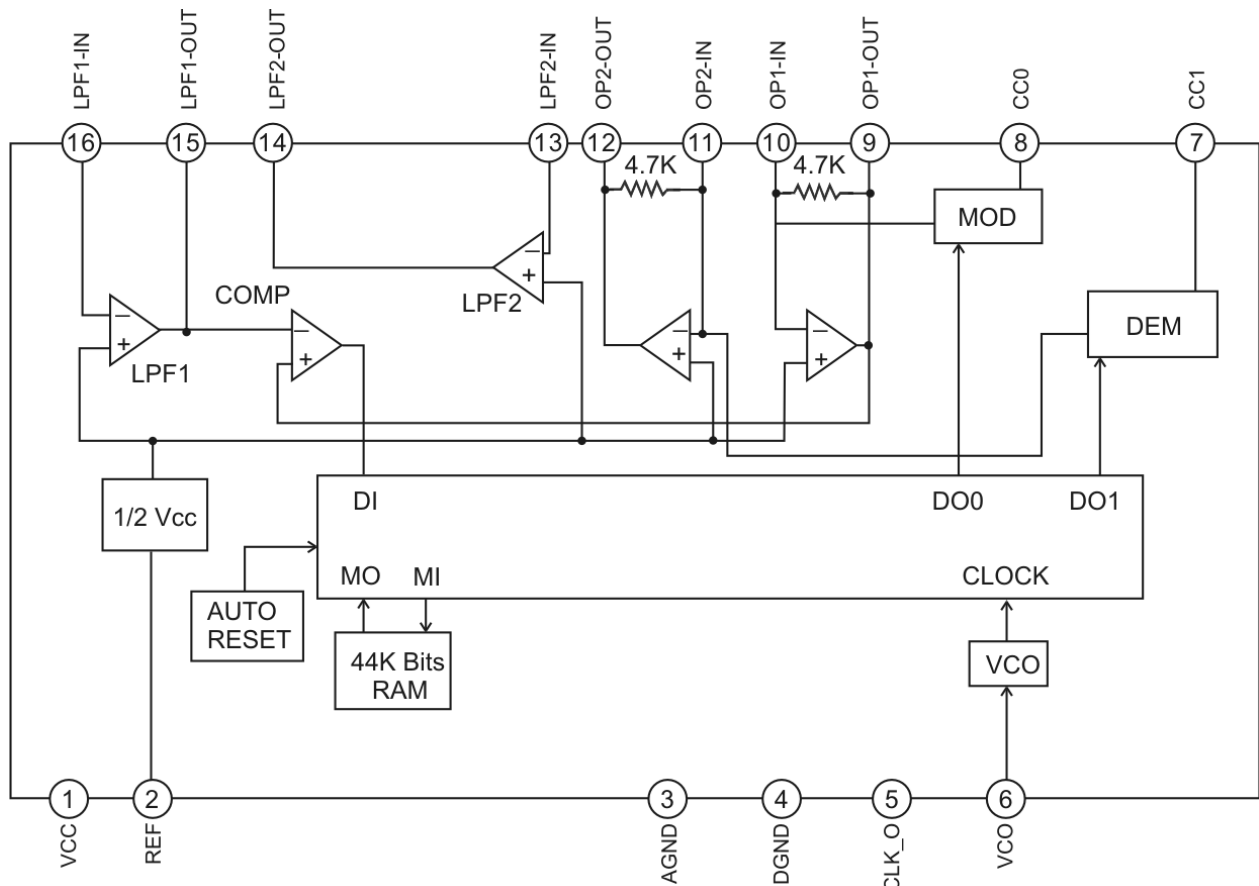 LPF1-IN
LPF1-OUT
LPF2-OUT
LPF2-IN
OP2-OUT
OP2-IN
OP1-IN
OP1-OUT
CC0
CC1
16
15
14
13
12
11
10
9
8
7
4.7K
4.7K
MOD
−
+
LPF2
COMP
DEM
−
+
LPF1
−
+
−
+
−
+
1/2 Vcc
DI
DO0
DO1
MO
MI
CLOCK
AUTO
RESET
44K Bits
RAM
VCO
1
2
3
4
5
6
VCC
REF
AGND
DGND
CLK_O
VCO